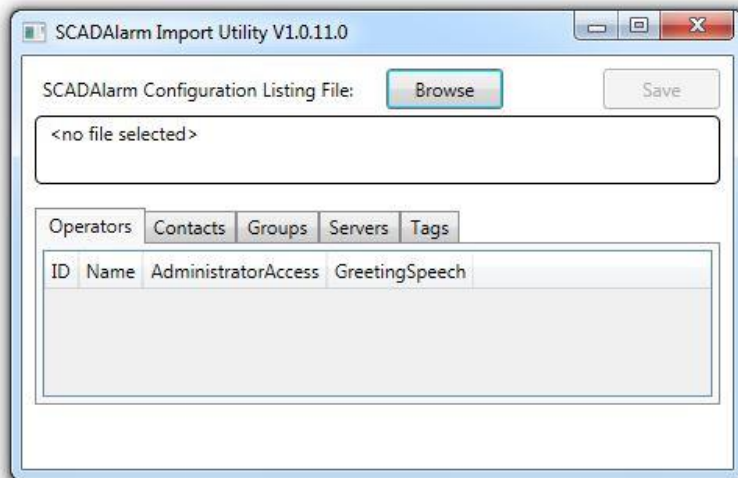 SCADAlarm Import Utility V1.0.11.0
SCADAlarm Configuration Listing File: Browse Save
<no file selected>
Operators Contacts Groups Servers Tags
ID Name AdministratorAccess GreetingSpeech